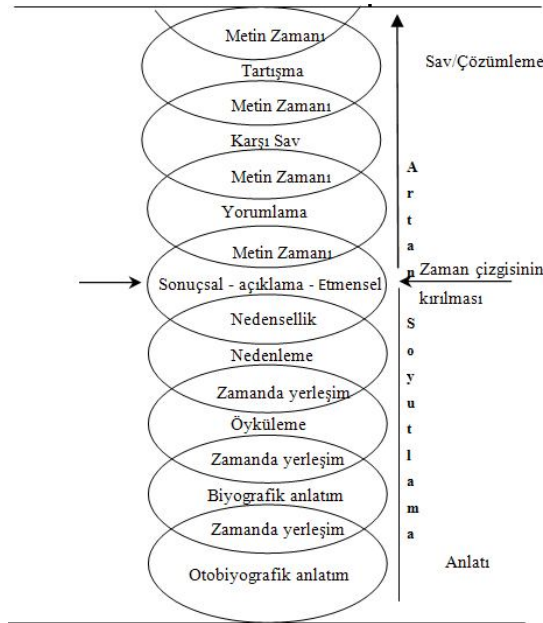 Metin Zamanı
Tartışma
Metin Zamanı
Karşı Sav
Metin Zamanı
Yorumlama
Metin Zamanı
Sonuçsal - açıklama - Etmensel
Nedensellik
Nedenleme
Zamanda yerleşim
Öyküleme
Zamanda yerleşim
Biyografik anlatım
Zamanda yerleşim
Otobiyografik anlatım
Sav/Çözümleme
Artan
Soyutlama
Zaman çizgisinin
kırılması
Anlatı